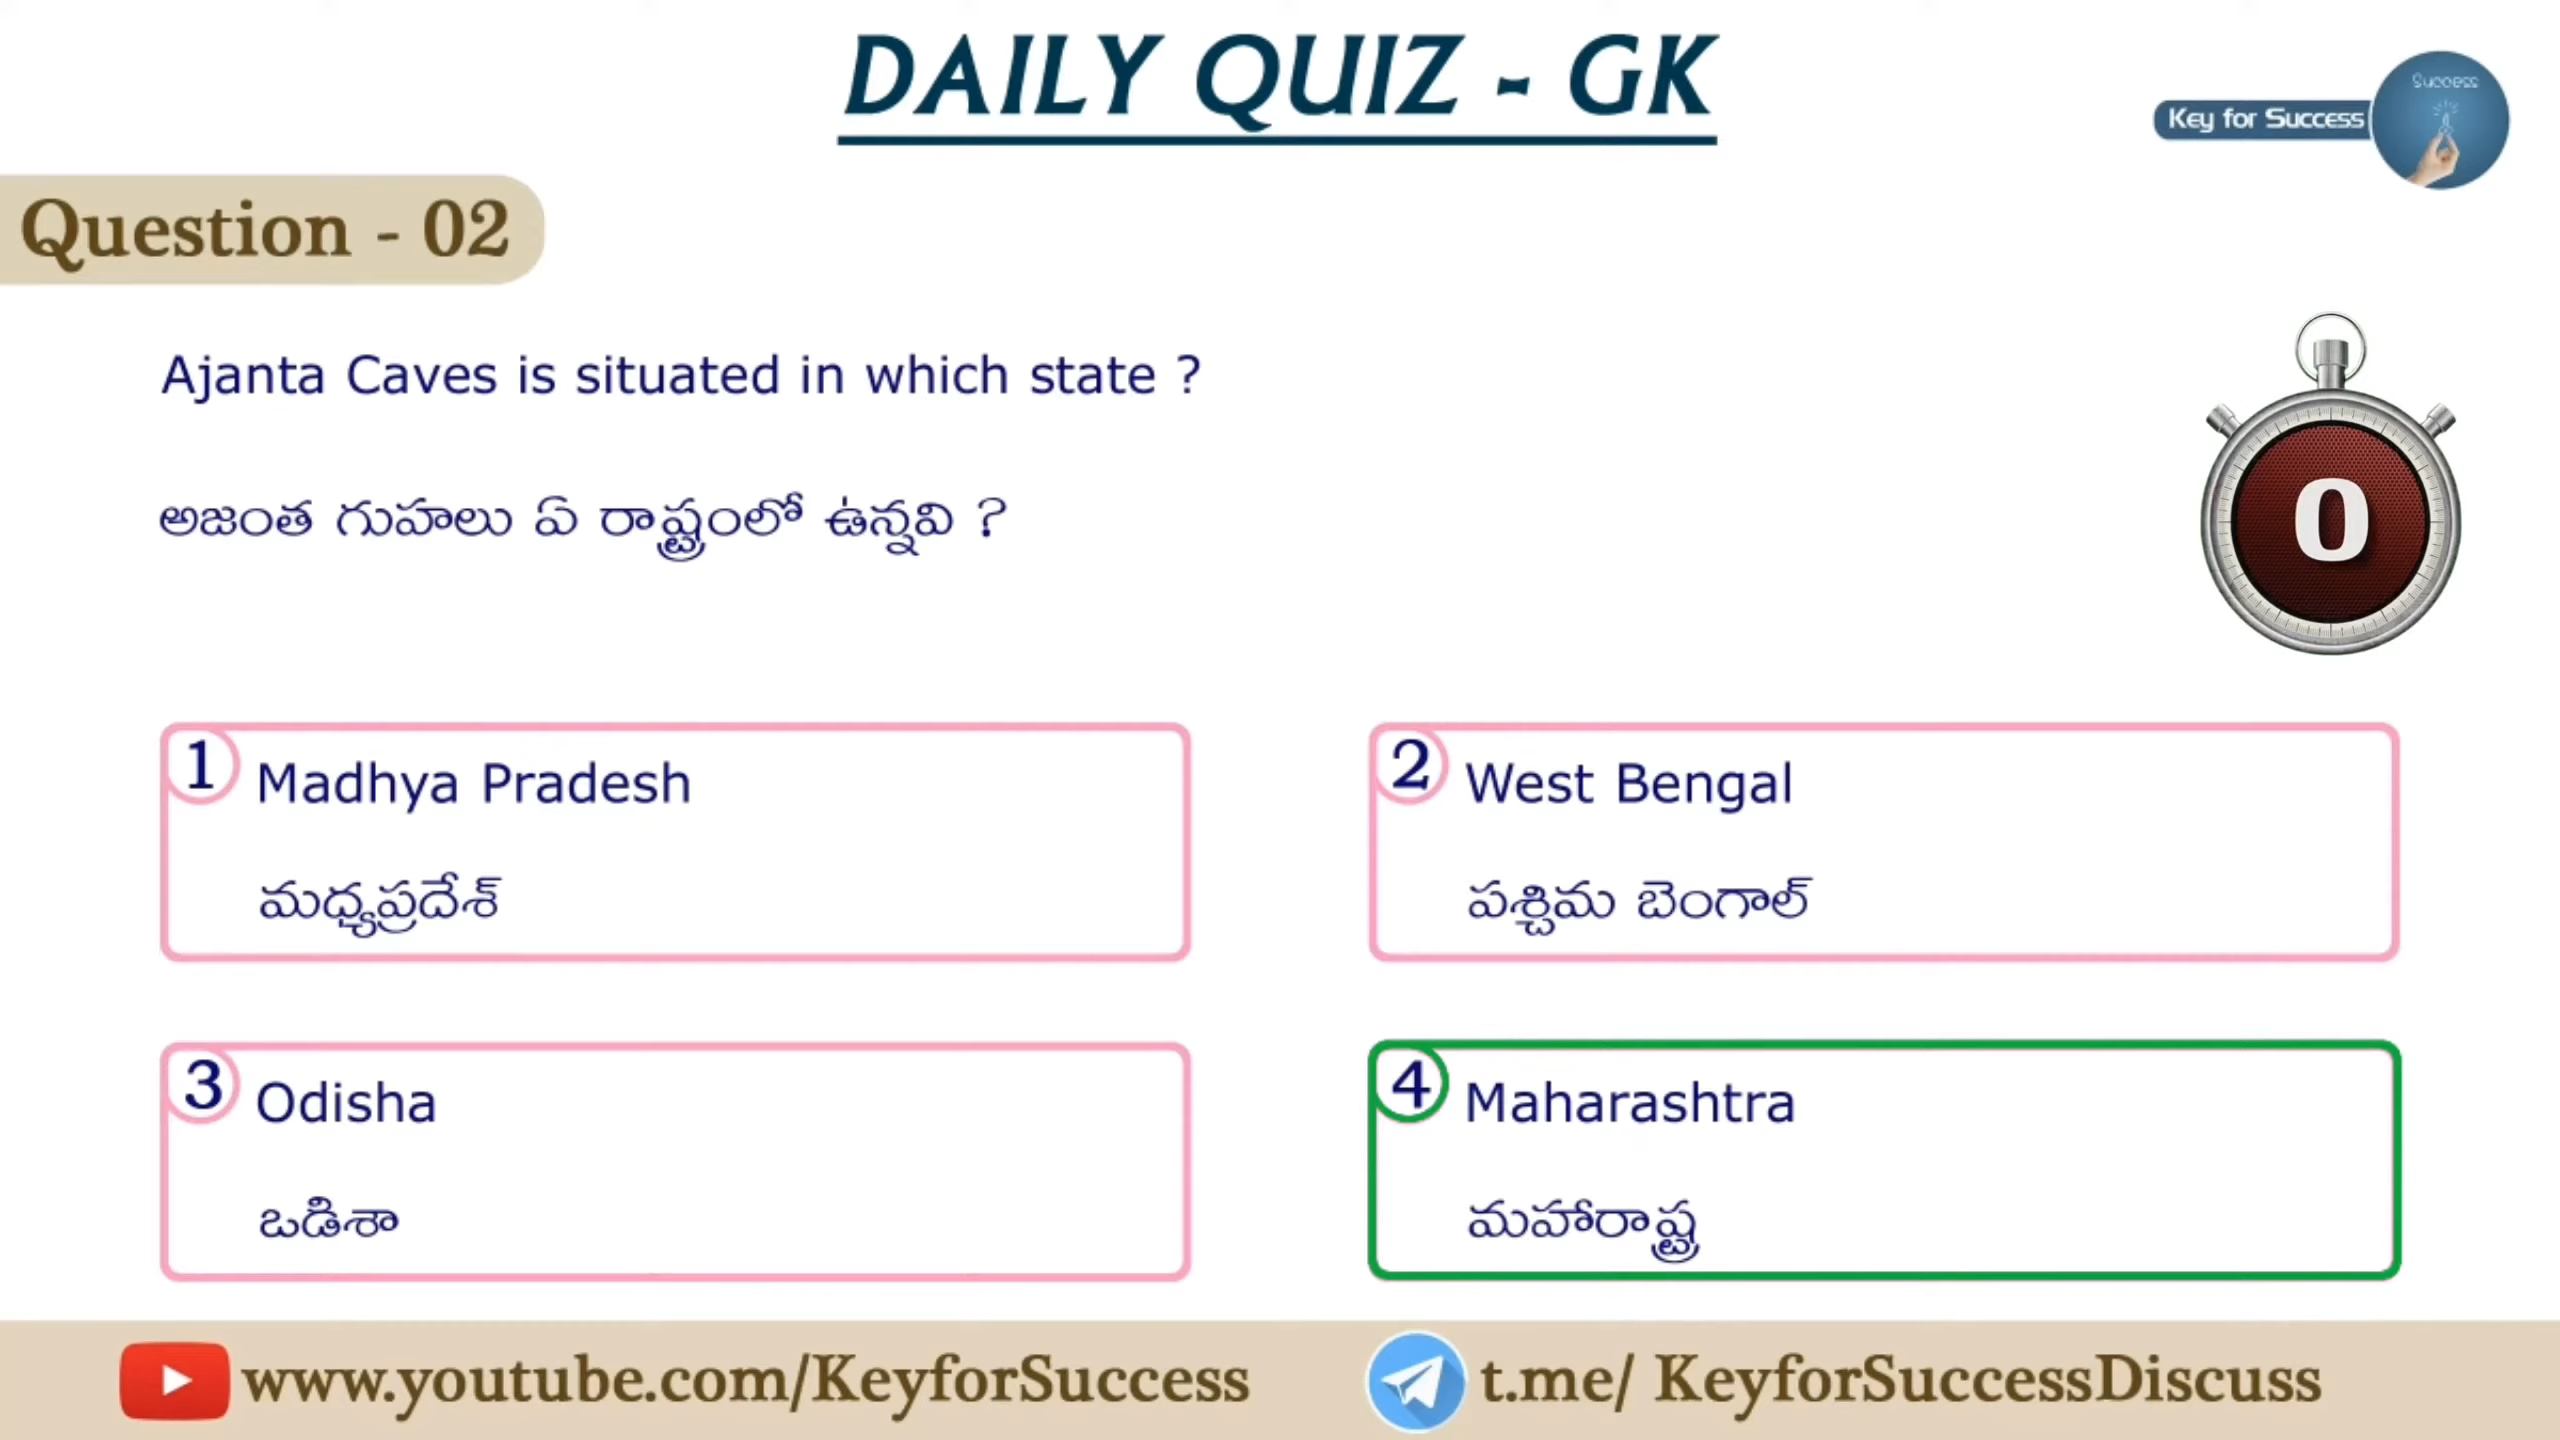 DAILY QUIZ - GK
Success
Key for Success
Question - 02
Ajanta Caves is situated in which state ?
అజంత గుహలు ఏ రాష్ట్రంలో ఉన్నవి ?
0
1 Madhya Pradesh
మధ్యప్రదేశ్
2 West Bengal
పశ్చిమ బెంగాల్
3 Odisha
ఒడిశా
4 Maharashtra
మహారాష్ట్ర
www.youtube.com/KeyforSuccess
t.me/ KeyforSuccessDiscuss